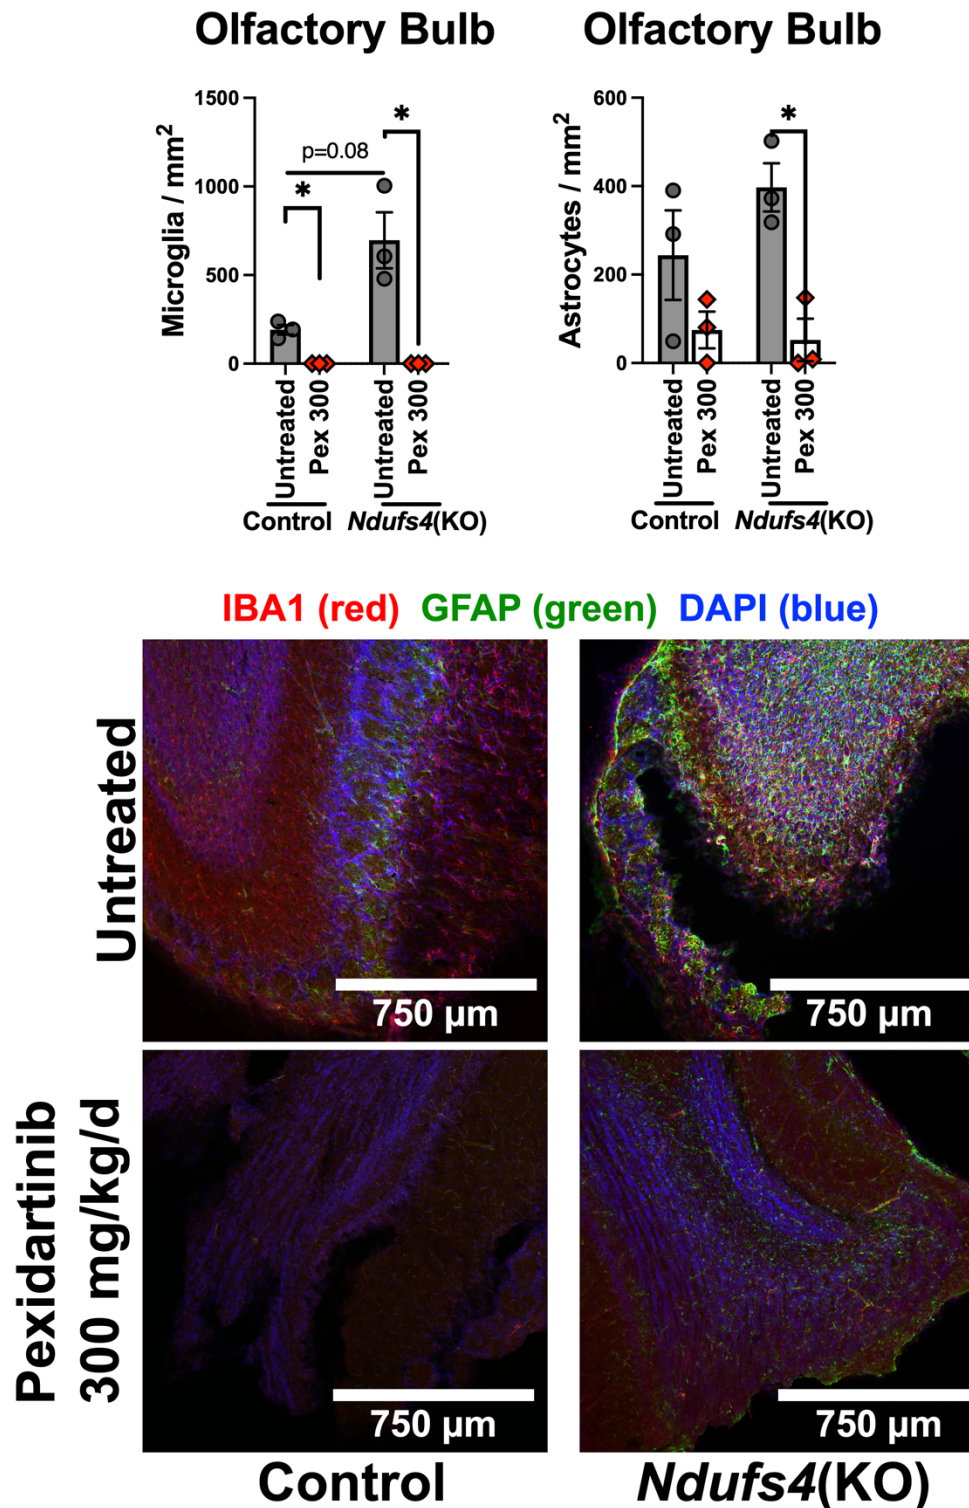 Olfactory Bulb
Microglia / mm²
1500
1000
500
0
p=0.08
*
*
Untreated
Pex 300
Untreated
Pex 300
Control
Ndufs4(KO)
Olfactory Bulb
Astrocytes / mm²
600
400
200
0
*
Untreated
Pex 300
Untreated
Pex 300
Control
Ndufs4(KO)
IBA1 (red) GFAP (green) DAPI (blue)
Untreated
750 µm
750 µm
Pexidartinib
300 mg/kg/d
750 µm
750 µm
Control
Ndufs4(KO)